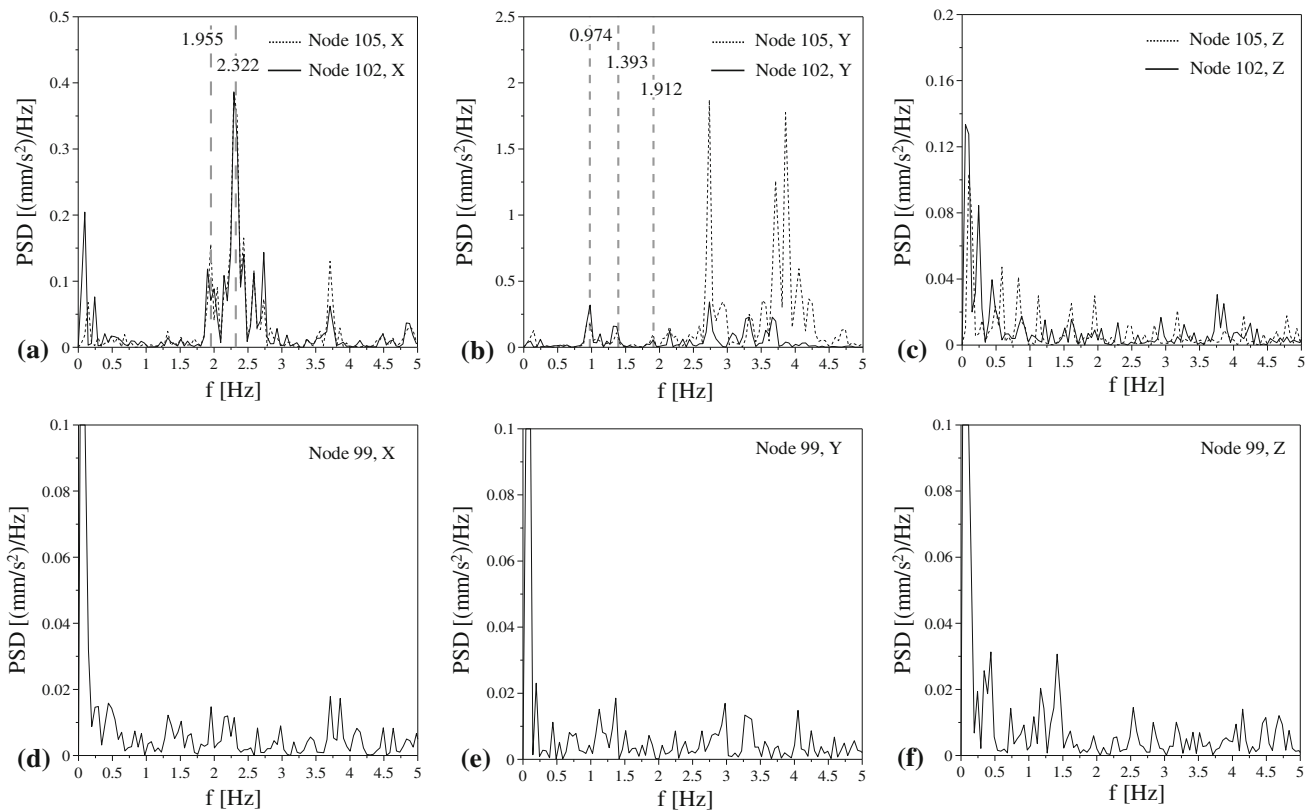 0.5
0.4
0.3
0.2
0.1
0
PSD [(mm/s²)/Hz]
1.955
2.322
Node 105, X
Node 102, X
(a)
0 0.5 1 1.5 2 2.5 3 3.5 4 4.5 5
f [Hz]
2.5
2
1.5
1
0.5
0
PSD [(mm/s²)/Hz]
0.974
1.393
1.912
Node 105, Y
Node 102, Y
(b)
0 0.5 1 1.5 2 2.5 3 3.5 4 4.5 5
f [Hz]
0.2
0.16
0.12
0.08
0.04
0
PSD [(mm/s²)/Hz]
Node 105, Z
Node 102, Z
(c)
0 0.5 1 1.5 2 2.5 3 3.5 4 4.5 5
f [Hz]
0.1
0.08
0.06
0.04
0.02
0
PSD [(mm/s²)/Hz]
Node 99, X
(d)
0 0.5 1 1.5 2 2.5 3 3.5 4 4.5 5
f [Hz]
0.1
0.08
0.06
0.04
0.02
0
PSD [(mm/s²)/Hz]
Node 99, Y
(e)
0 0.5 1 1.5 2 2.5 3 3.5 4 4.5 5
f [Hz]
0.1
0.08
0.06
0.04
0.02
0
PSD [(mm/s²)/Hz]
Node 99, Z
(f)
0 0.5 1 1.5 2 2.5 3 3.5 4 4.5 5
f [Hz]